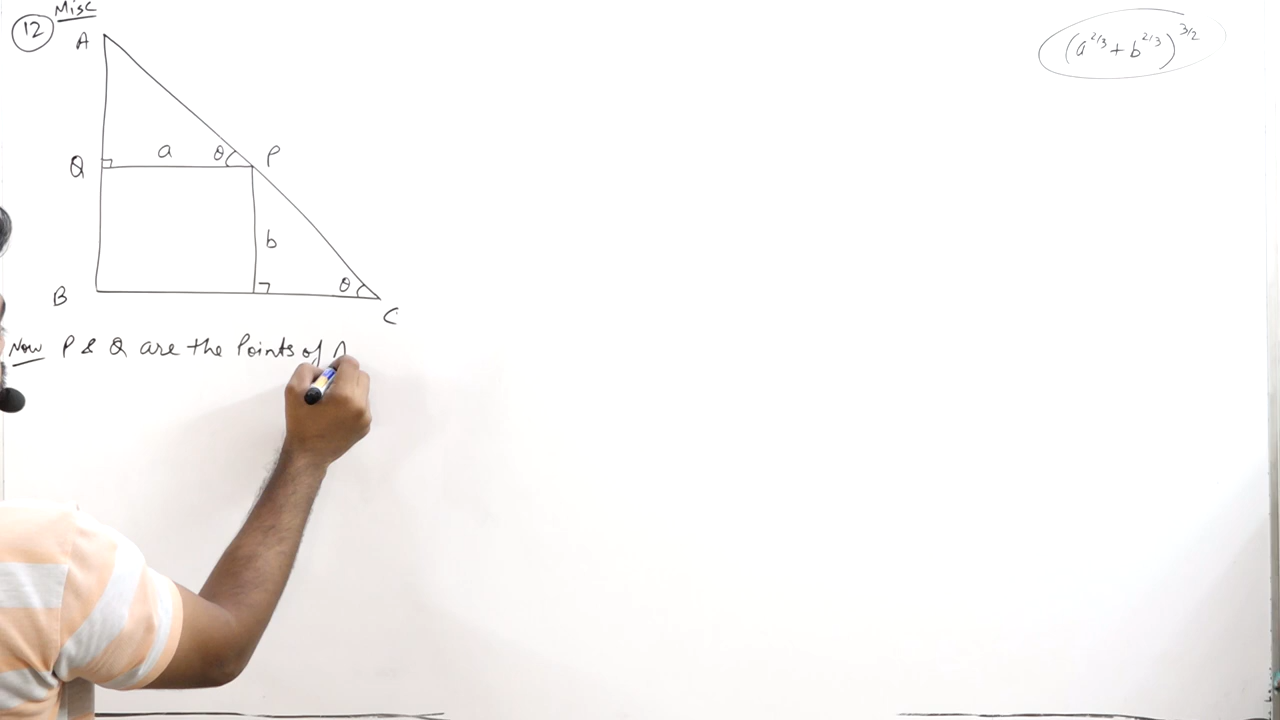 Misc
12
(a^2/3 + b^2/3)^3/2
A
Q a θ P
b
B θ C
Now P & Q are the Points of